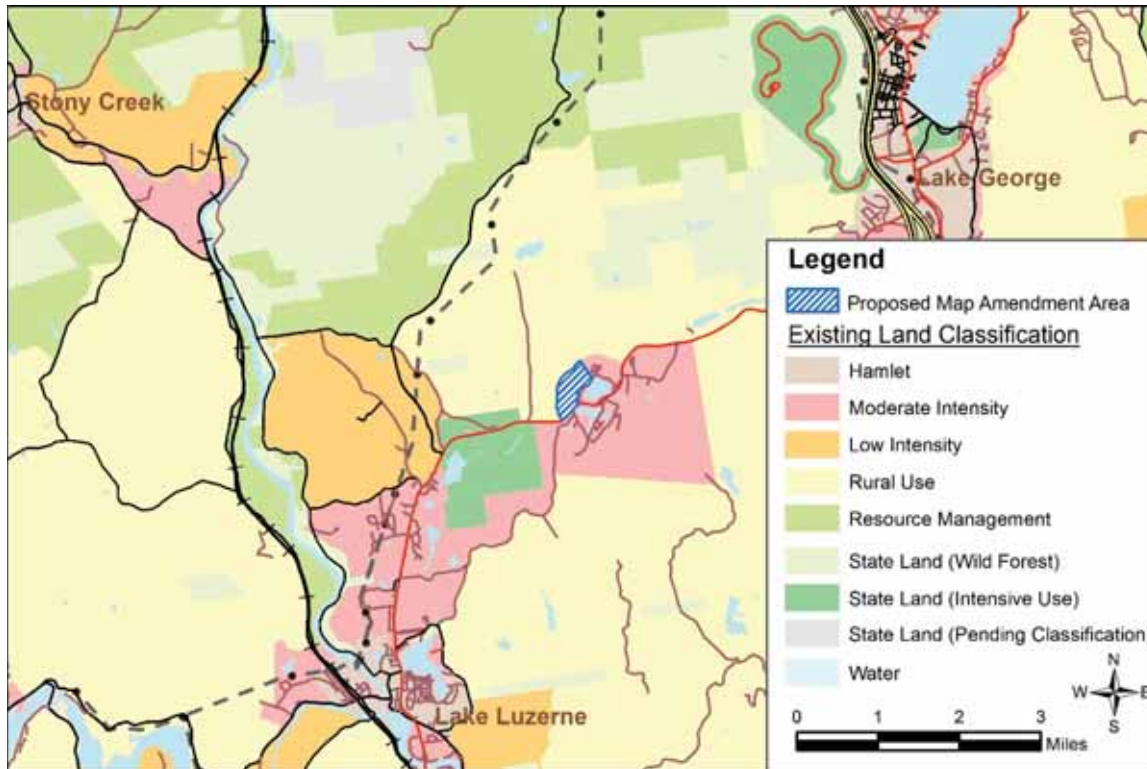 Stony Creek
Lake George
Lake Luzerne
Legend
Proposed Map Amendment Area
Existing Land Classification
Hamlet
Moderate Intensity
Low Intensity
Rural Use
Resource Management
State Land (Wild Forest)
State Land (Intensive Use)
State Land (Pending Classification
Water
N
W E
S
0 1 2 3
Miles